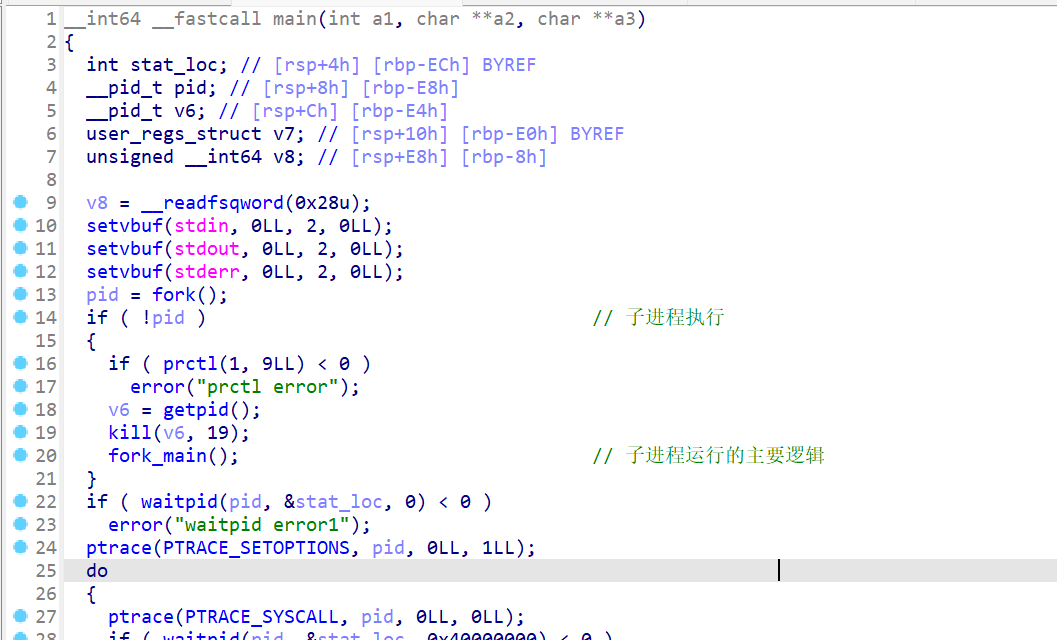 1 __int64 __fastcall main(int a1, char **a2, char **a3)
2 {
3 int stat_loc; // [rsp+4h] [rbp-ECh] BYREF
4 __pid_t pid; // [rsp+8h] [rbp-E8h]
5 __pid_t v6; // [rsp+Ch] [rbp-E4h]
6 user_regs_struct v7; // [rsp+10h] [rbp-E0h] BYREF
7 unsigned __int64 v8; // [rsp+E8h] [rbp-8h]
8
9 v8 = __readfsqword(0x28u);
10 setvbuf(stdin, 0LL, 2, 0LL);
11 setvbuf(stdout, 0LL, 2, 0LL);
12 setvbuf(stderr, 0LL, 2, 0LL);
13 pid = fork();
14 if ( !pid ) // 子进程执行
15 {
16 if ( prctl(1, 9LL) < 0 )
17 error("prctl error");
18 v6 = getpid();
19 kill(v6, 19);
20 fork_main(); // 子进程运行的主要逻辑
21 }
22 if ( waitpid(pid, &stat_loc, 0) < 0 )
23 error("waitpid error1");
24 ptrace(PTRACE_SETOPTIONS, pid, 0LL, 1LL);
25 do
26 {
27 ptrace(PTRACE_SYSCALL, pid, 0LL, 0LL);
28 if ( waitpid(pid, &stat_loc, 0x40000000) < 0 )